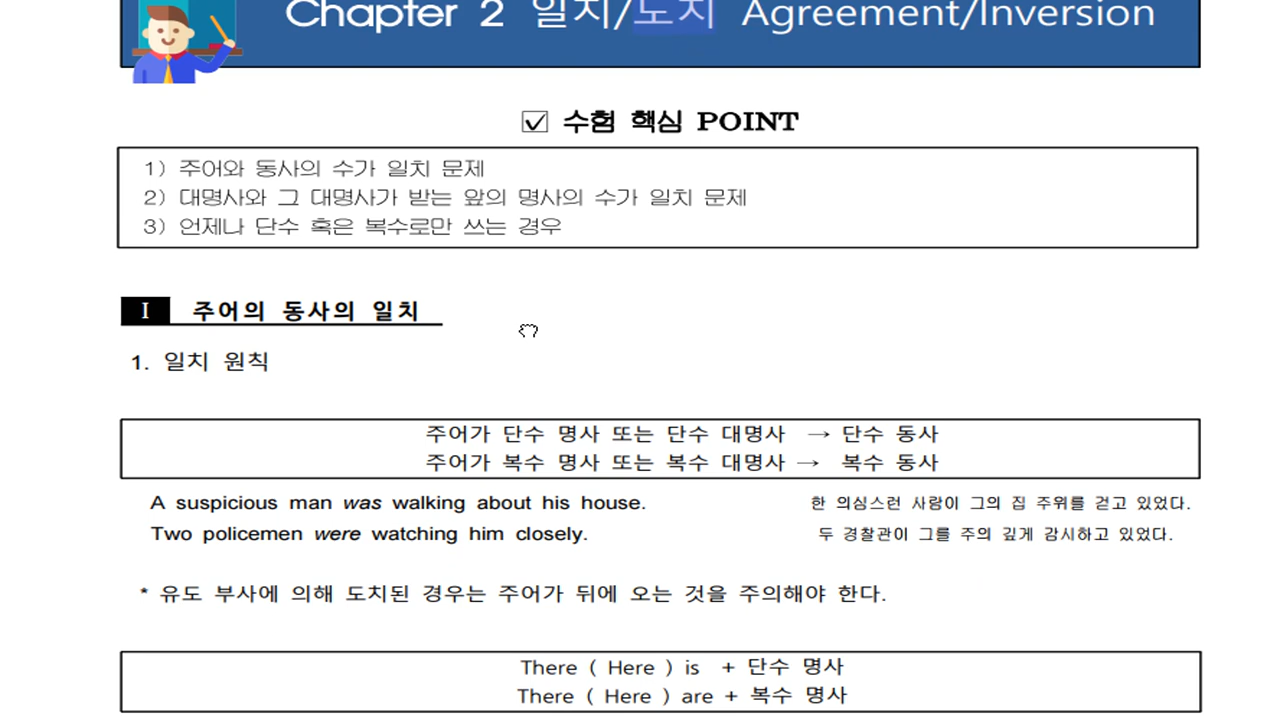 Chapter 2 일치/도치 Agreement/Inversion
☑ 수험 핵심 POINT
1) 주어와 동사의 수가 일치 문제
2) 대명사와 그 대명사가 받는 앞의 명사의 수가 일치 문제
3) 언제나 단수 혹은 복수로만 쓰는 경우
I 주어의 동사의 일치
1. 일치 원칙
주어가 단수 명사 또는 단수 대명사 → 단수 동사
주어가 복수 명사 또는 복수 대명사 → 복수 동사
A suspicious man was walking about his house. 한 의심스런 사람이 그의 집 주위를 걷고 있었다.
Two policemen were watching him closely. 두 경찰관이 그를 주의 깊게 감시하고 있었다.
* 유도 부사에 의해 도치된 경우는 주어가 뒤에 오는 것을 주의해야 한다.
There ( Here ) is + 단수 명사
There ( Here ) are + 복수 명사